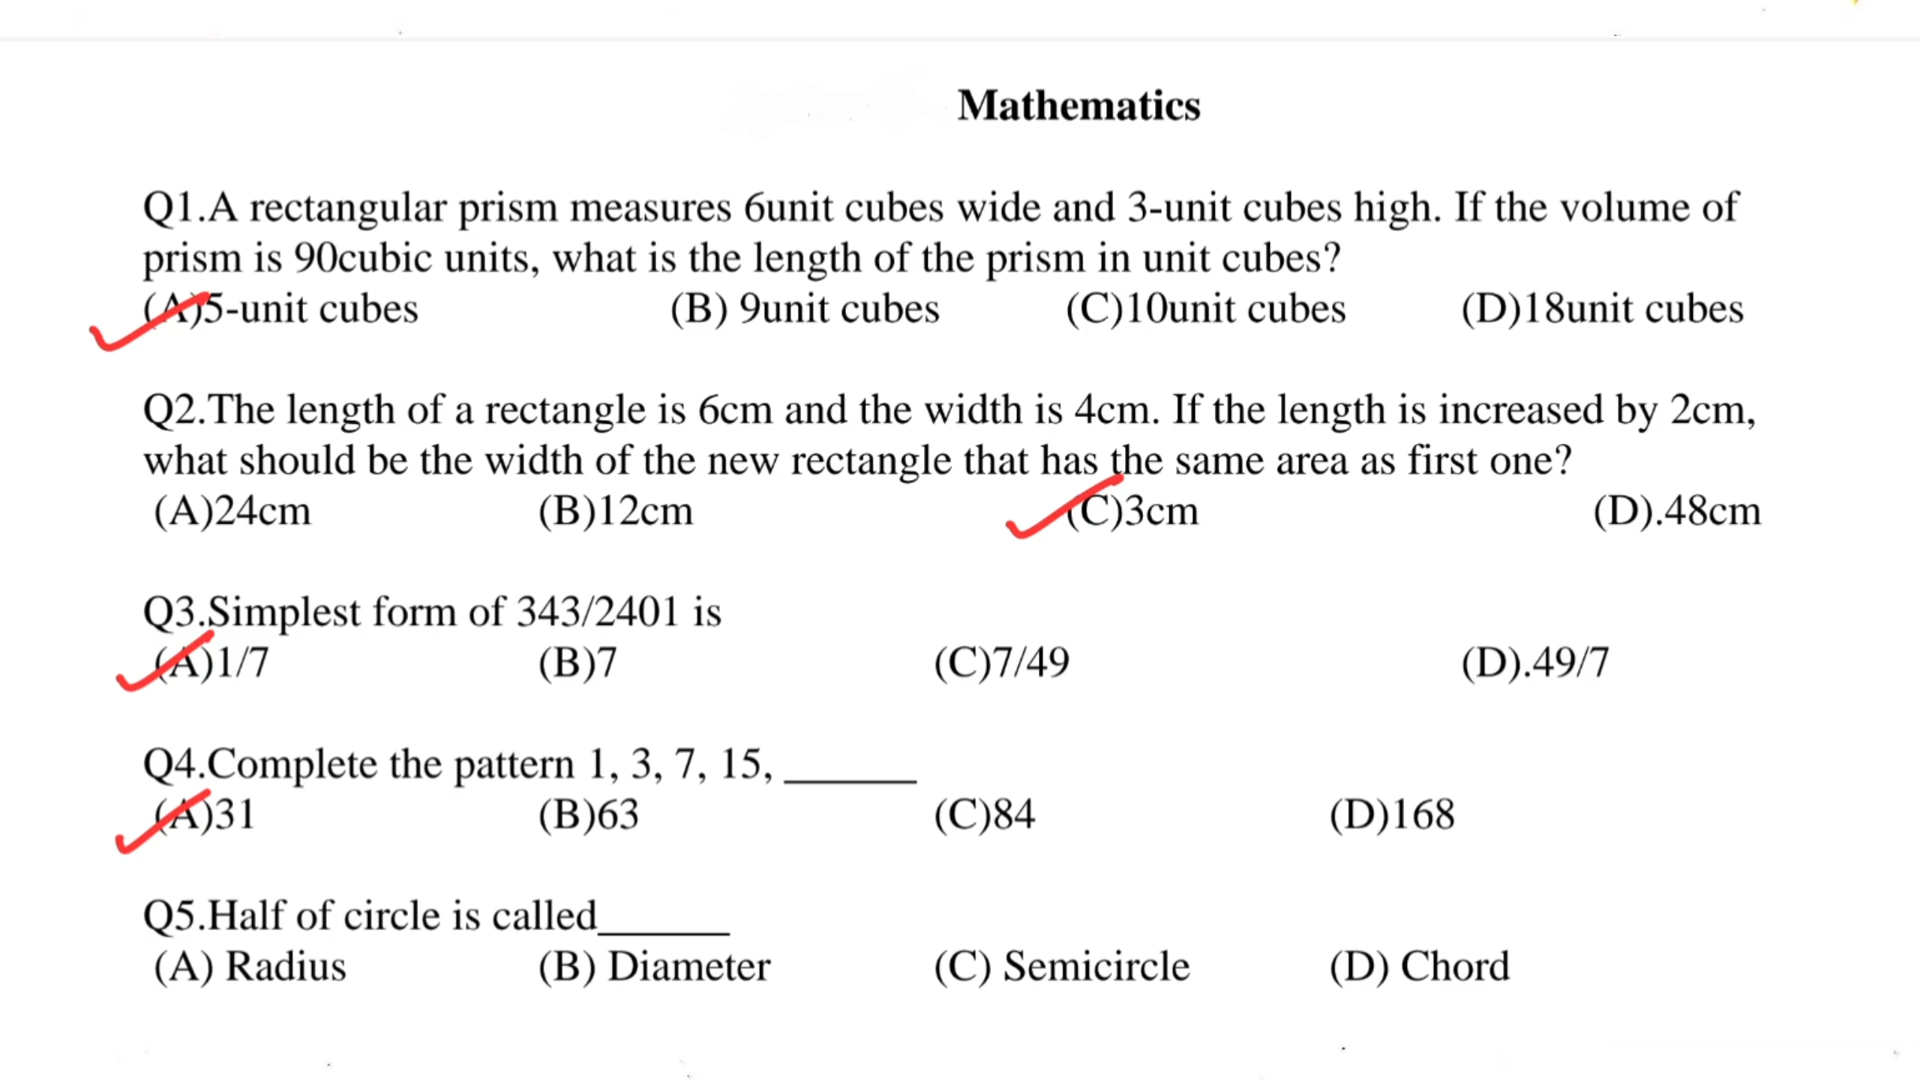 Mathematics
Q1.A rectangular prism measures 6unit cubes wide and 3-unit cubes high. If the volume of
prism is 90cubic units, what is the length of the prism in unit cubes?
(A)5-unit cubes (B) 9unit cubes (C)10unit cubes (D)18unit cubes
Q2.The length of a rectangle is 6cm and the width is 4cm. If the length is increased by 2cm,
what should be the width of the new rectangle that has the same area as first one?
(A)24cm (B)12cm (C)3cm (D).48cm
Q3.Simplest form of 343/2401 is
(A)1/7 (B)7 (C)7/49 (D).49/7
Q4.Complete the pattern 1, 3, 7, 15, ______
(A)31 (B)63 (C)84 (D)168
Q5.Half of circle is called______
(A) Radius (B) Diameter (C) Semicircle (D) Chord